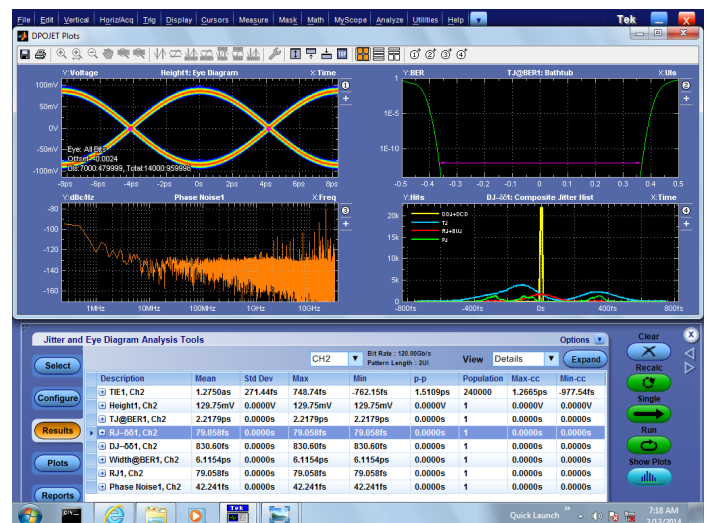 File Edit Vertical Horiz/Acq Trig Display Cursors Measure Mask Math MyScope Analyze Utilities Help Tek X
DPOJET Plots
Y:Voltage Height1: Eye Diagram X:Time
100mV
50mV
0V
-50mV
-100mV
Eye: All Bits
Offset: -0.0024
UIs:7000:479999, Total:14000:959998
-8ps -6ps -4ps -2ps 0s 2ps 4ps 6ps 8ps
1
Y:BER TJ@BER1: Bathtub X:UIs
1
1E-5
1E-10
-0.5 -0.4 -0.3 -0.2 -0.1 0 0.1 0.2 0.3 0.4 0.5
2
Y:dBc/Hz Phase Noise1 X:Freq
-80
-100
-120
-140
-160
1MHz 10MHz 100MHz 1GHz 10GHz
3
Y:Hits DJ–δδ1: Composite Jitter Hist X:Time
20k
15k
10k
5k
0
DDJ+DCD
TJ
RJ+BUJ
PJ
-800fs -400fs 0s 400fs 800fs
4
Jitter and Eye Diagram Analysis Tools Options
CH2 Bit Rate : 120.00Gb/s
Pattern Length : 2UI
View Details Expand
Select
Configure
Results
Plots
Reports
Description Mean Std Dev Max Min p-p Population Max-cc Min-cc
TIE1, Ch2 1.2750as 271.44fs 748.74fs -762.15fs 1.5109ps 240000 1.2665ps -977.54fs
Height1, Ch2 129.75mV 0.0000V 129.75mV 129.75mV 0.0000V 1 0.0000V 0.0000V
TJ@BER1, Ch2 2.2179ps 0.0000s 2.2179ps 2.2179ps 0.0000s 1 0.0000s 0.0000s
RJ–δδ1, Ch2 79.058fs 0.0000s 79.058fs 79.058fs 0.0000s 1 0.0000s 0.0000s
DJ–δδ1, Ch2 830.60fs 0.0000s 830.60fs 830.60fs 0.0000s 1 0.0000s 0.0000s
Width@BER1, Ch2 6.1154ps 0.0000s 6.1154ps 6.1154ps 0.0000s 1 0.0000s 0.0000s
RJ1, Ch2 79.058fs 0.0000s 79.058fs 79.058fs 0.0000s 1 0.0000s 0.0000s
Phase Noise1, Ch2 42.241fs 0.0000s 42.241fs 42.241fs 0.0000s 1 0.0000s 0.0000s
Clear
Recalc
Single
Run
Show Plots
Tek
Quick Launch
7:18 AM
2/13/2014